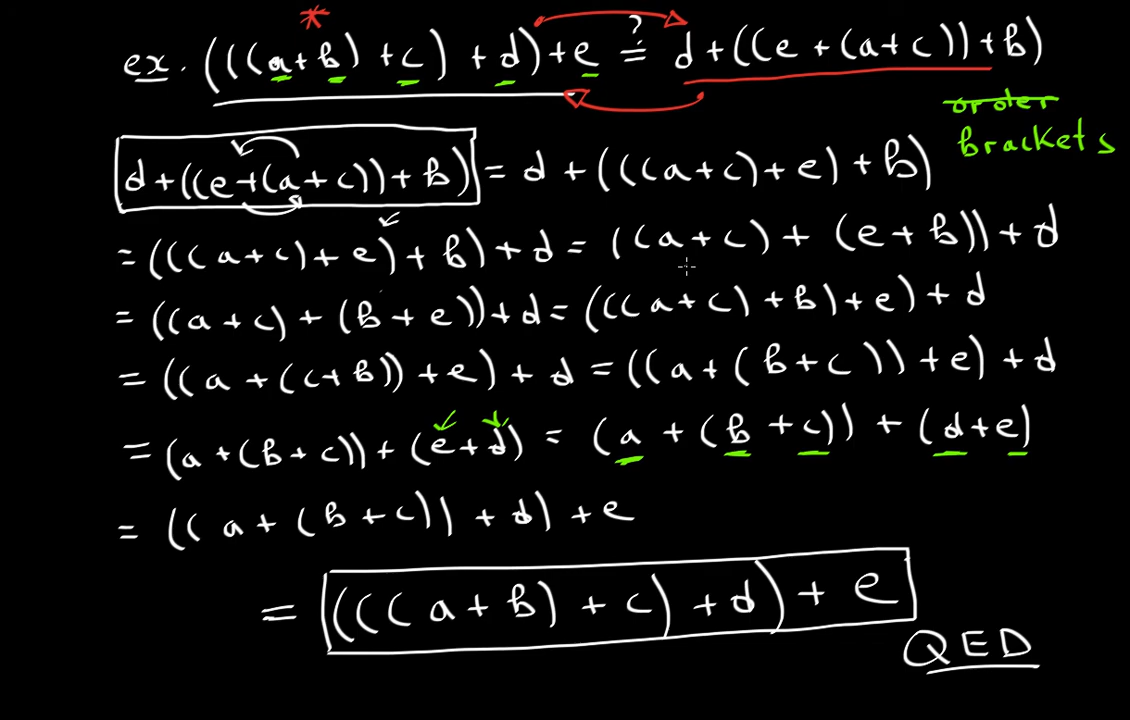 *
ex. (((a+b)+c)+d)+e ≟ d+((e+(a+c))+b)
order
brackets
d+((e+(a+c))+b) = d+(((a+c)+e)+b)
= (((a+c)+e)+b)+d = ((a+c)+(e+b))+d
= ((a+c)+(b+e))+d = (((a+c)+b)+e)+d
= ((a+(c+b))+e)+d = ((a+(b+c))+e)+d
= (a+(b+c))+(e+d) = (a+(b+c))+(d+e)
= ((a+(b+c))+d)+e
= (((a+b)+c)+d)+e
QED